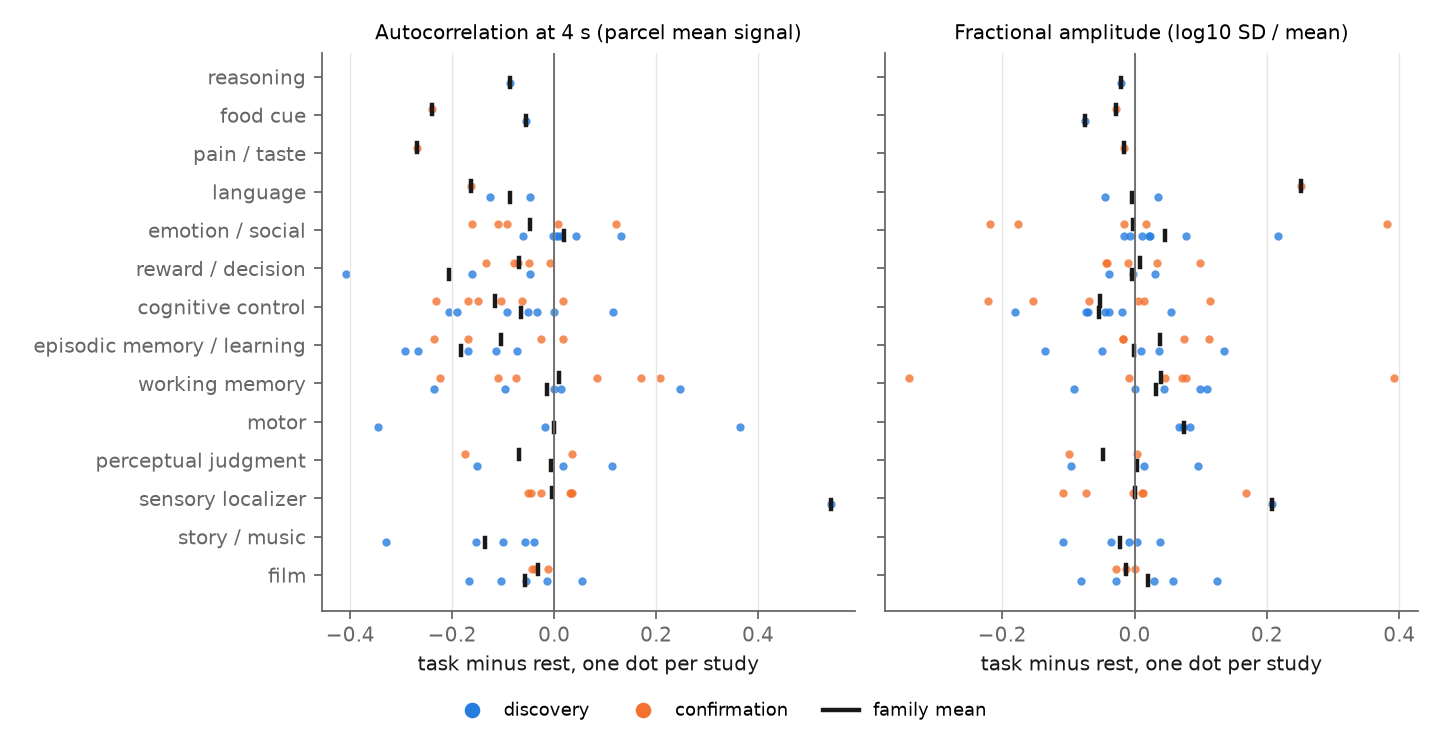 Autocorrelation at 4 s (parcel mean signal)
Fractional amplitude (log10 SD / mean)
reasoning
food cue
pain / taste
language
emotion / social
reward / decision
cognitive control
episodic memory / learning
working memory
motor
perceptual judgment
sensory localizer
story / music
film
−0.4 −0.2 0.0 0.2 0.4
−0.2 0.0 0.2 0.4
task minus rest, one dot per study
task minus rest, one dot per study
discovery confirmation family mean